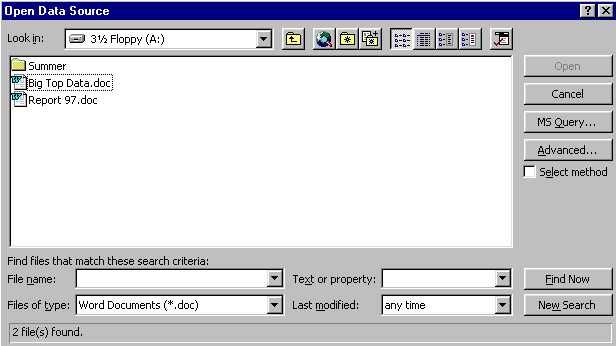 Open Data Source
Look in: 3½ Floppy (A:)
Summer
Big Top Data.doc
Report 97.doc
Open
Cancel
MS Query...
Advanced...
Select method
Find files that match these search criteria:
File name: Text or property: Find Now
Files of type: Word Documents (*.doc) Last modified: any time New Search
2 file(s) found.